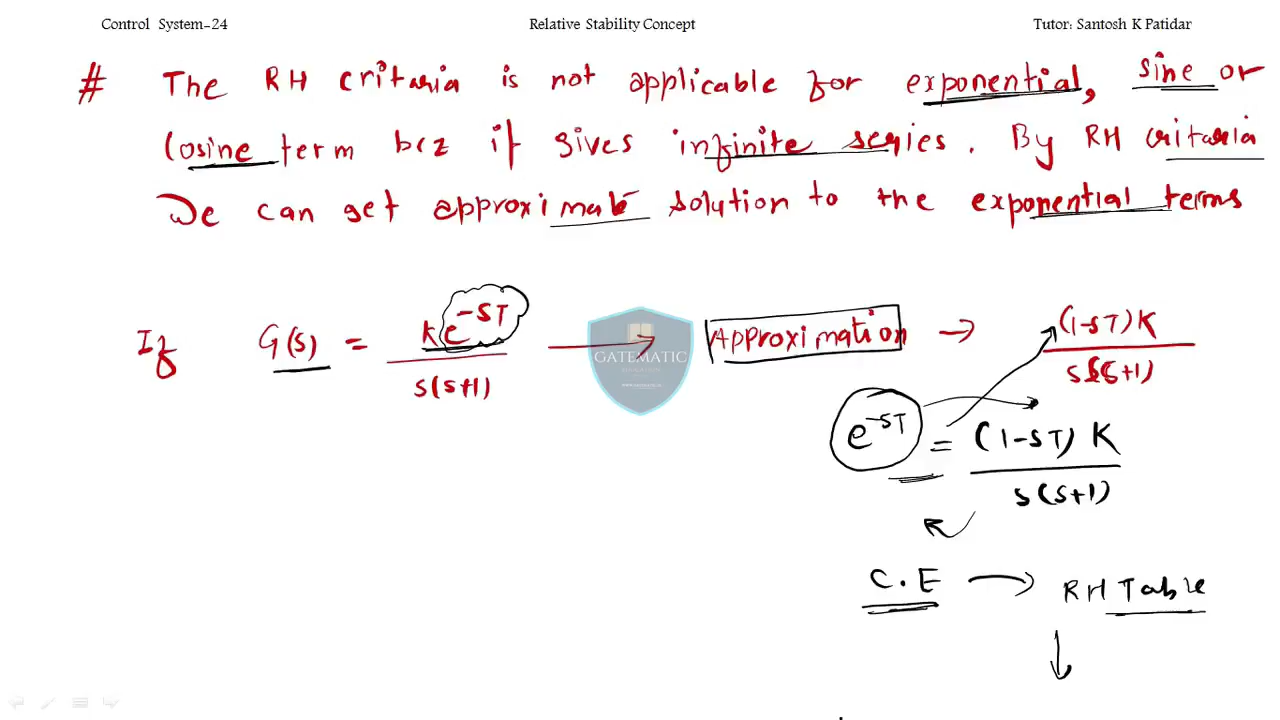 Control System-24 Relative Stability Concept Tutor: Santosh K Patidar
# The RH critaria is not applicable for exponential, sine or
Cosine term bcz it gives infinite series. By RH critaria
We can get approximate solution to the exponential terms
If G(s) = Ke^-ST / s(s+1) → Approximation → (1-ST)K / s(s+1)
e^-ST = (1-ST) K / s(s+1)
C.E → RH Table
↓
GATEMATIC